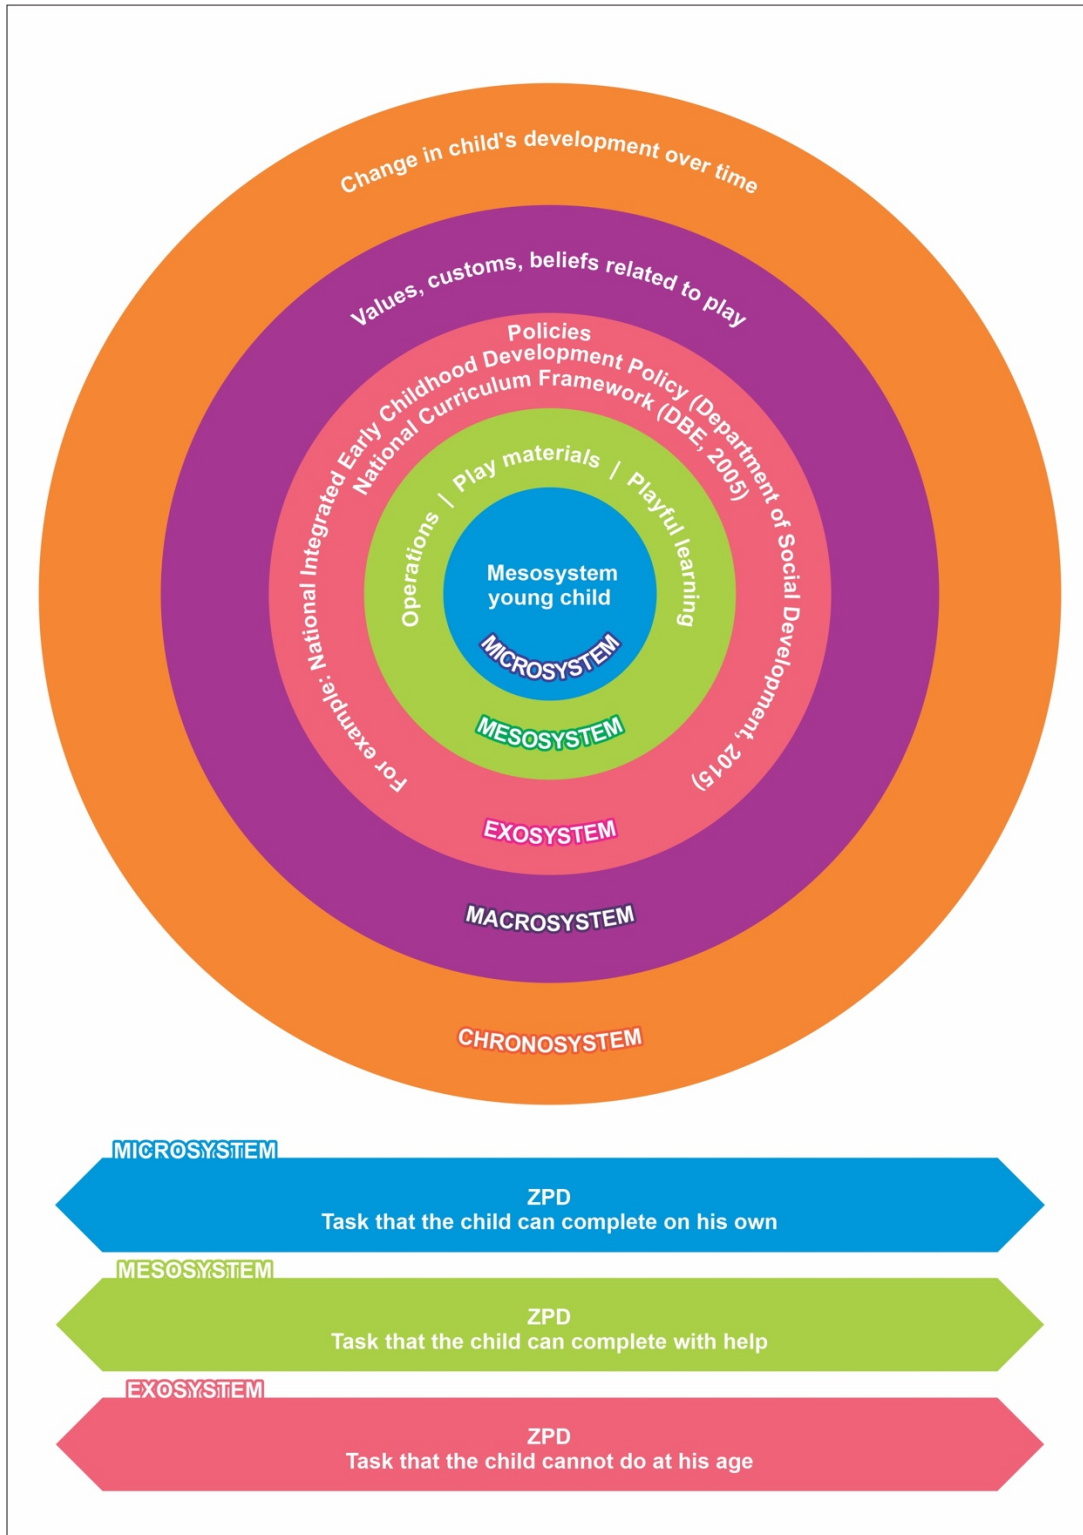 Change in child's development over time
Values, customs, beliefs related to play
Policies
For example: National Integrated Early Childhood Development Policy (Department of Social Development, 2015)
National Curriculum Framework (DBE, 2005)
Operations | Play materials | Playful learning
Mesosystem
young child
MICROSYSTEM
MESOSYSTEM
EXOSYSTEM
MACROSYSTEM
CHRONOSYSTEM
MICROSYSTEM
ZPD
Task that the child can complete on his own
MESOSYSTEM
ZPD
Task that the child can complete with help
EXOSYSTEM
ZPD
Task that the child cannot do at his age